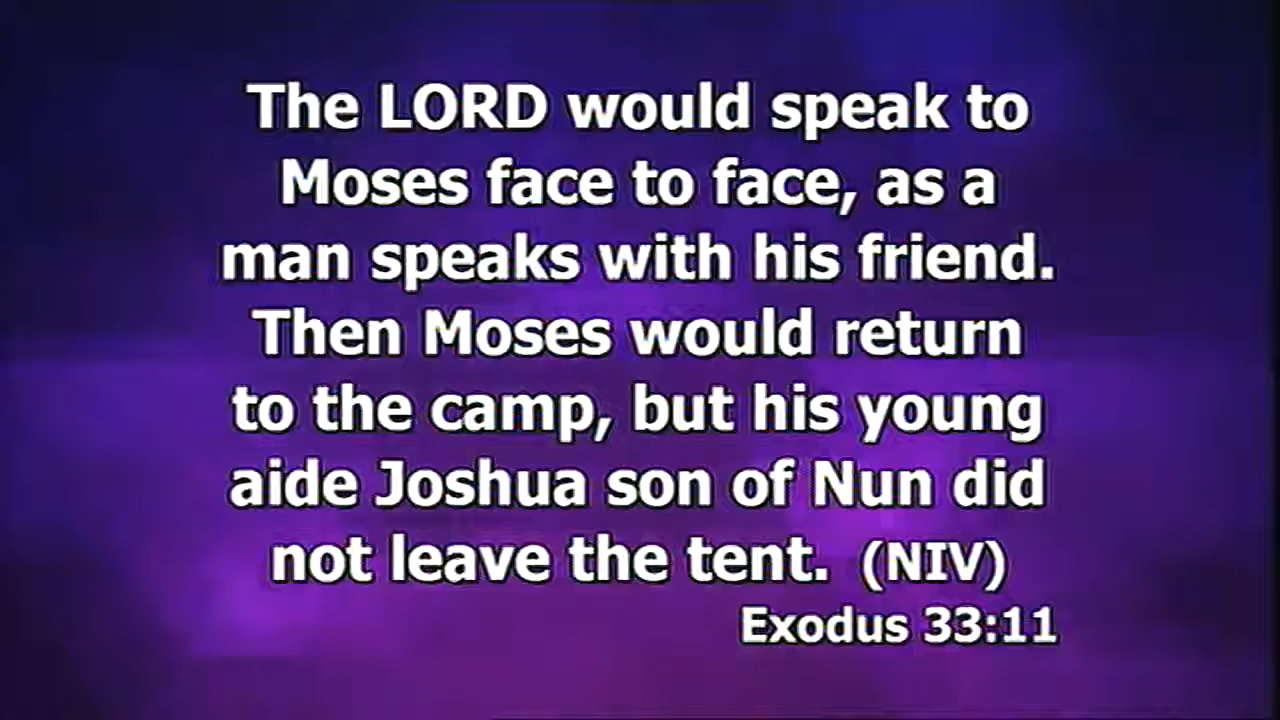 The LORD would speak to
Moses face to face, as a
man speaks with his friend.
Then Moses would return
to the camp, but his young
aide Joshua son of Nun did
not leave the tent. (NIV)
Exodus 33:11